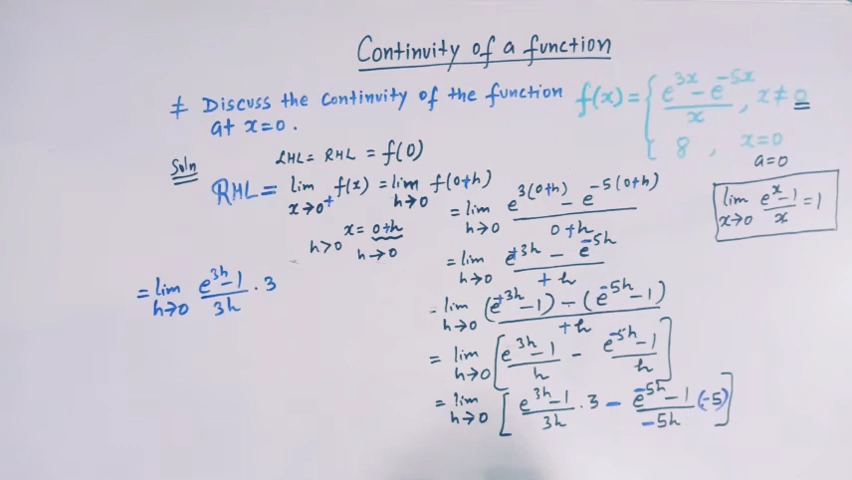 Continuity of a function
# Discuss the continuity of the function f(x) = { (e^{3x} - e^{-5x})/x , x ≠ 0
at x=0. { 8 , x=0
a=0
Soln LHL = RHL = f(0)
RHL = lim_{x→0+} f(x) = lim_{h→0} f(0+h)
x = 0+h
h>0 h→0
lim_{x→0} (e^x - 1)/x = 1
= lim_{h→0} (e^{3(0+h)} - e^{-5(0+h)})/(0+h)
= lim_{h→0} (e^{+3h} - e^{-5h})/(+h)
= lim_{h→0} ((e^{+3h} - 1) - (e^{-5h} - 1))/(+h)
= lim_{h→0} [ (e^{3h} - 1)/h - (e^{-5h} - 1)/h ]
= lim_{h→0} [ (e^{3h} - 1)/3h · 3 - (e^{-5h} - 1)/-5h (-5) ]
= lim_{h→0} (e^{3h} - 1)/3h · 3